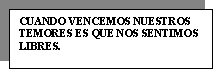 CUANDO VENCEMOS NUESTROS
TEMORES ES QUE NOS SENTIMOS
LIBRES.